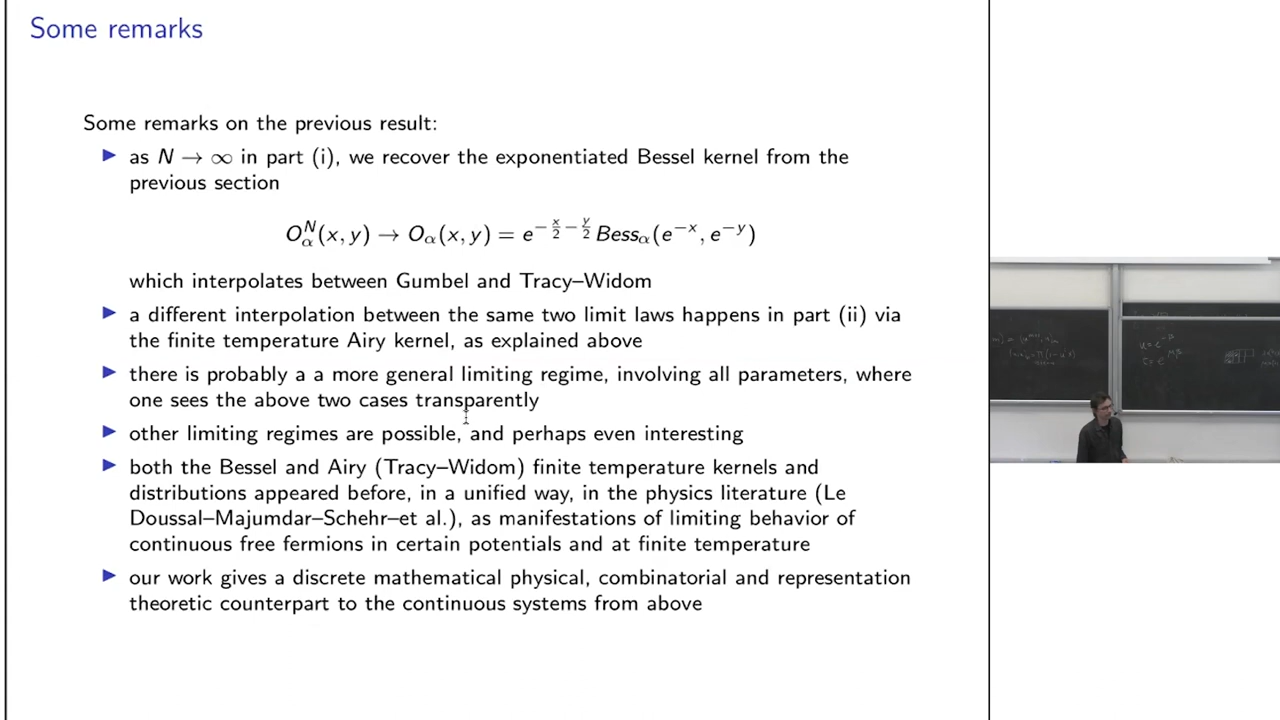 Some remarks
Some remarks on the previous result:
▶ as N → ∞ in part (i), we recover the exponentiated Bessel kernel from the
previous section
O_α^N(x, y) → O_α(x, y) = e^{−x/2−y/2} Bess_α(e^{−x}, e^{−y})
which interpolates between Gumbel and Tracy–Widom
▶ a different interpolation between the same two limit laws happens in part (ii) via
the finite temperature Airy kernel, as explained above
▶ there is probably a a more general limiting regime, involving all parameters, where
one sees the above two cases transparently
▶ other limiting regimes are possible, and perhaps even interesting
▶ both the Bessel and Airy (Tracy–Widom) finite temperature kernels and
distributions appeared before, in a unified way, in the physics literature (Le
Doussal–Majumdar–Schehr–et al.), as manifestations of limiting behavior of
continuous free fermions in certain potentials and at finite temperature
▶ our work gives a discrete mathematical physical, combinatorial and representation
theoretic counterpart to the continuous systems from above